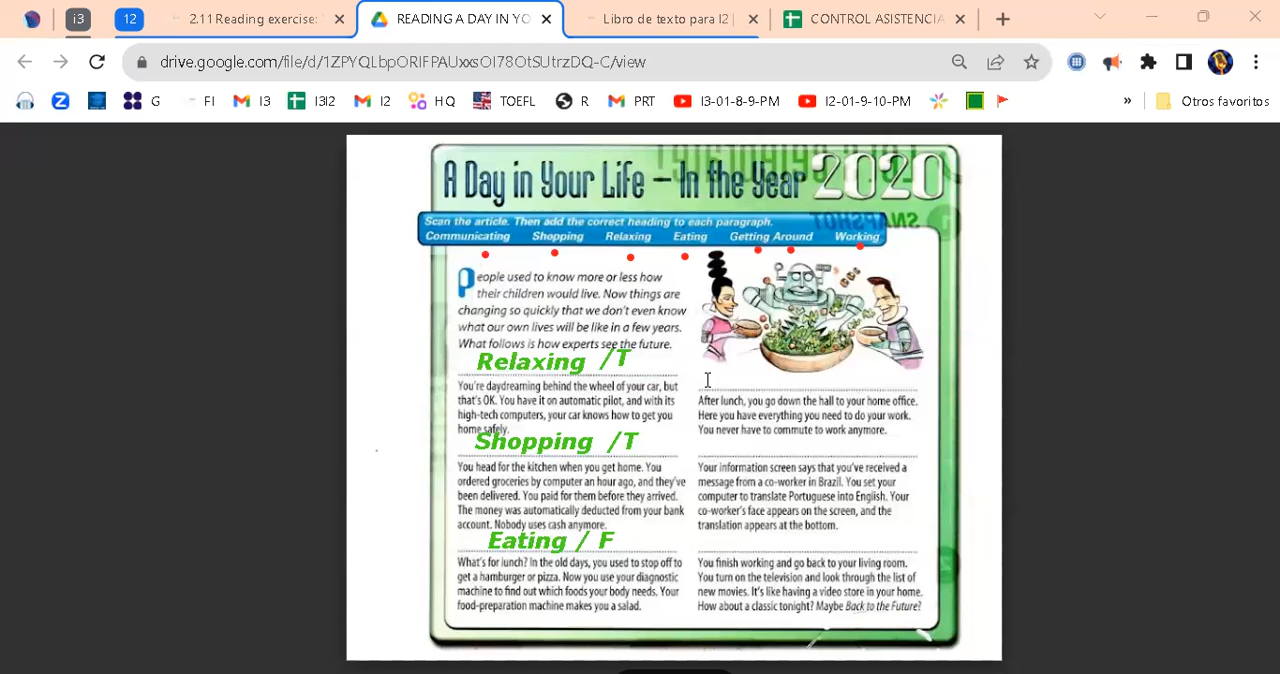 i3
12
2.11 Reading exercise:
READING A DAY IN YO
Libro de texto para I2 |
CONTROL ASISTENCIA
drive.google.com/file/d/1ZPYQLbpORIFPAUxxsOI78OtSUtrzDQ-C/view
G
FI
I3
I3I2
I2
HQ
TOEFL
R
PRT
I3-01-8-9-PM
I2-01-9-10-PM
»
Otros favoritos
A Day in Your Life – In the Year 2020
SNAPSHOT
Scan the article. Then add the correct heading to each paragraph.
Communicating Shopping Relaxing Eating Getting Around Working
People used to know more or less how
their children would live. Now things are
changing so quickly that we don't even know
what our own lives will be like in a few years.
What follows is how experts see the future.
Relaxing /T
You're daydreaming behind the wheel of your car, but
that's OK. You have it on automatic pilot, and with its
high-tech computers, your car knows how to get you
home safely.
Shopping /T
You head for the kitchen when you get home. You
ordered groceries by computer an hour ago, and they've
been delivered. You paid for them before they arrived.
The money was automatically deducted from your bank
account. Nobody uses cash anymore.
Eating / F
What's for lunch? In the old days, you used to stop off to
get a hamburger or pizza. Now you use your diagnostic
machine to find out which foods your body needs. Your
food-preparation machine makes you a salad.
After lunch, you go down the hall to your home office.
Here you have everything you need to do your work.
You never have to commute to work anymore.
Your information screen says that you've received a
message from a co-worker in Brazil. You set your
computer to translate Portuguese into English. Your
co-worker's face appears on the screen, and the
translation appears at the bottom.
You finish working and go back to your living room.
You turn on the television and look through the list of
new movies. It's like having a video store in your home.
How about a classic tonight? Maybe Back to the Future?